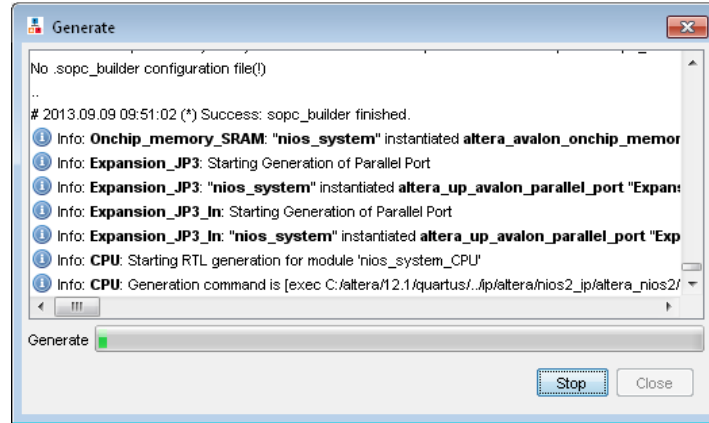 Generate
No .sopc_builder configuration file(!)
..
# 2013.09.09 09:51:02 (*) Success: sopc_builder finished.
Info: Onchip_memory_SRAM: "nios_system" instantiated altera_avalon_onchip_memor
Info: Expansion_JP3: Starting Generation of Parallel Port
Info: Expansion_JP3: "nios_system" instantiated altera_up_avalon_parallel_port "Expans
Info: Expansion_JP3_In: Starting Generation of Parallel Port
Info: Expansion_JP3_In: "nios_system" instantiated altera_up_avalon_parallel_port "Exp
Info: CPU: Starting RTL generation for module 'nios_system_CPU'
Info: CPU: Generation command is [exec C:/altera/12.1/quartus/../ip/altera/nios2_ip/altera_nios2/
Generate
Stop Close